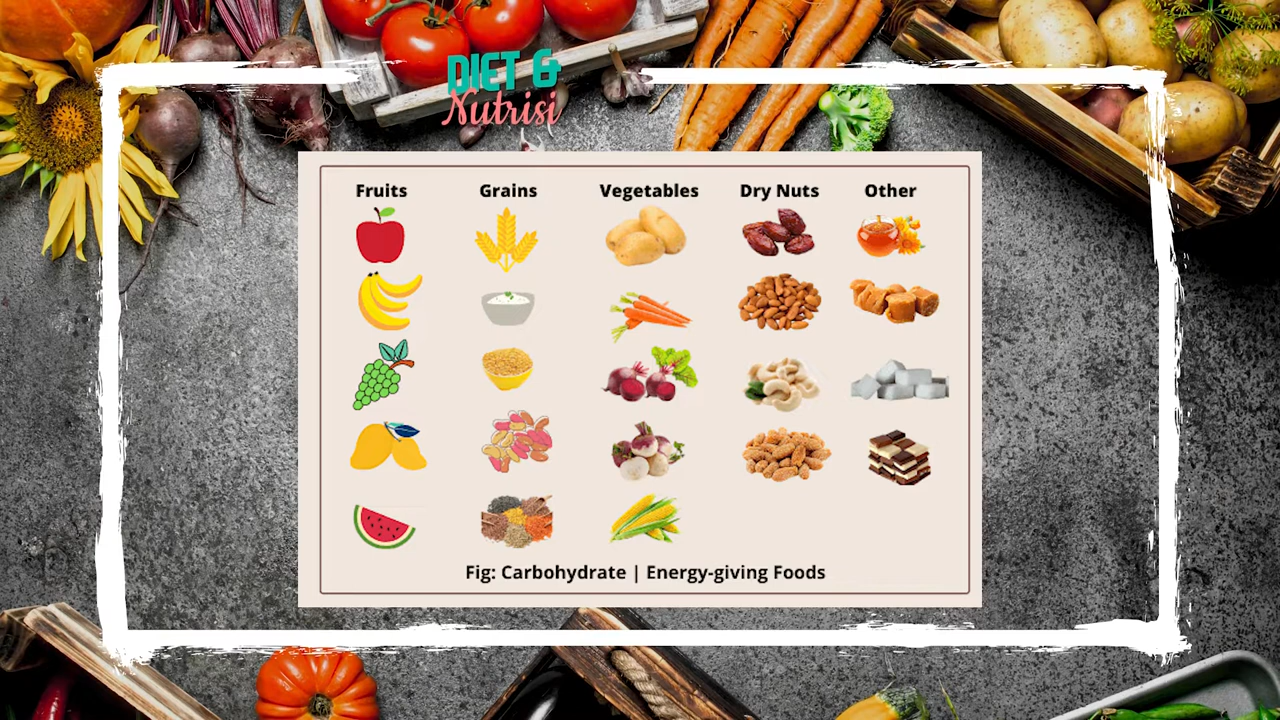 DIET &
Nutrisi
Fruits Grains Vegetables Dry Nuts Other
Fig: Carbohydrate | Energy-giving Foods